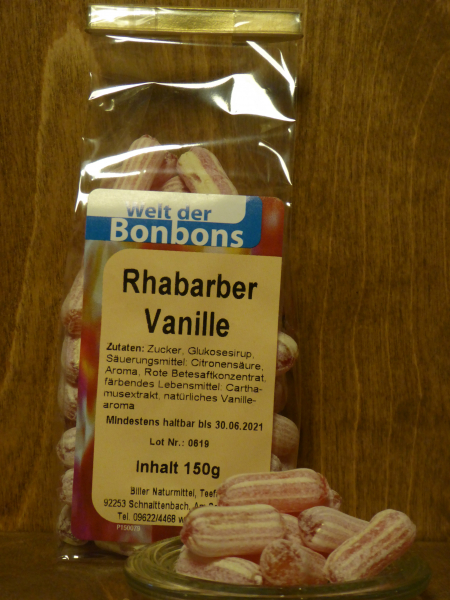 Welt der
Bonbons
Rhabarber
Vanille
Zutaten: Zucker, Glukosesirup,
Säuerungsmittel: Citronensäure,
Aroma, Rote Betesaftkonzentrat,
färbendes Lebensmittel: Cartha-
musextrakt, natürliches Vanille-
aroma
Mindestens haltbar bis 30.06.2021
Lot Nr.: 0619
Inhalt 150g
Biller Naturmittel,
92253 Schnaittenbach,
Tel. 09622/4468